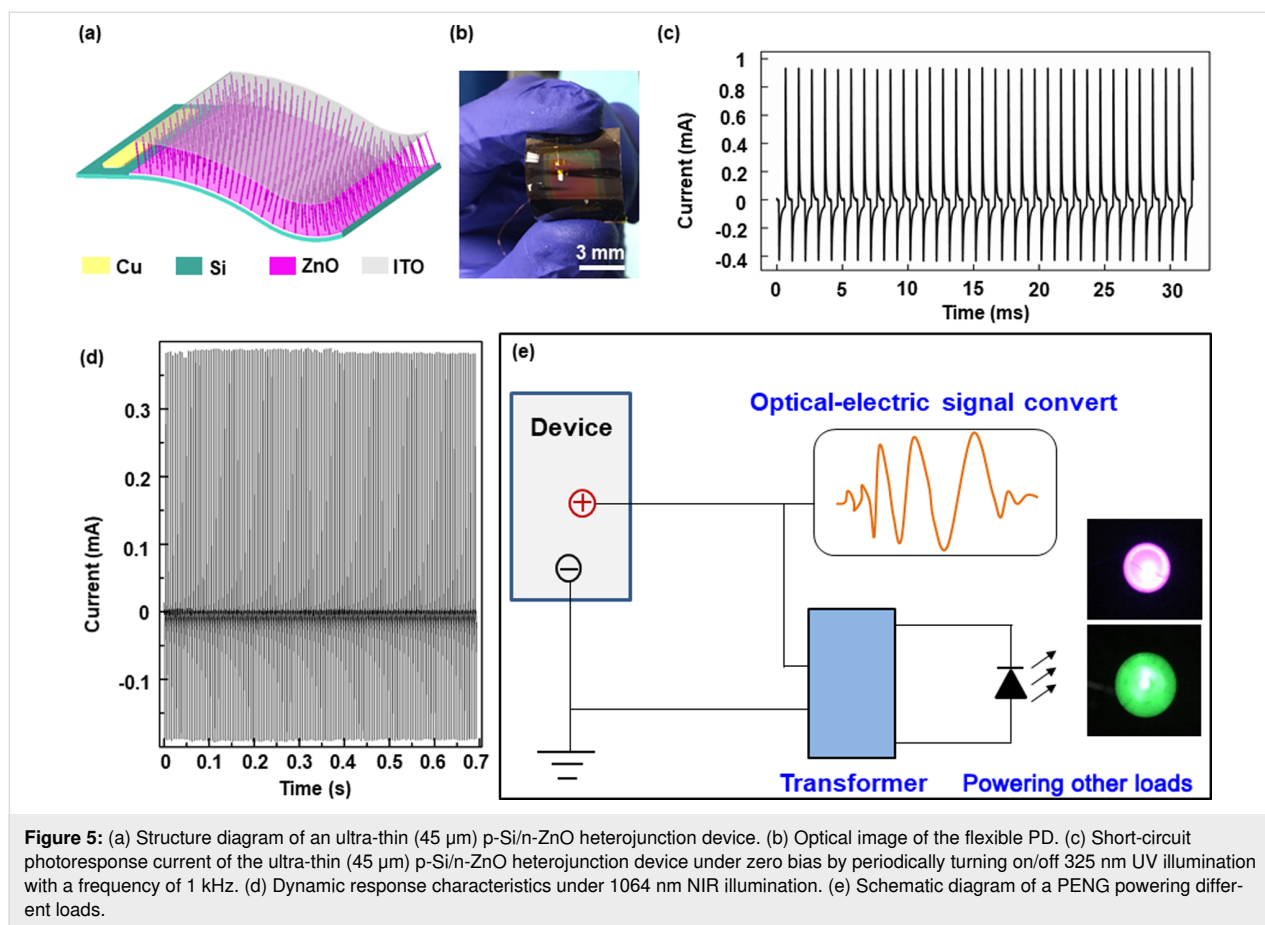 (a)
Cu Si ZnO ITO
(b)
3 mm
(c)
Current (mA)
1
0.8
0.6
0.4
0.2
0
-0.2
-0.4
0 5 10 15 20 25 30
Time (ms)
(d)
Current (mA)
0.3
0.2
0.1
0
-0.1
0 0.1 0.2 0.3 0.4 0.5 0.6 0.7
Time (s)
(e)
Device
+
−
Optical-electric signal convert
Transformer
Powering other loads
Figure 5: (a) Structure diagram of an ultra-thin (45 µm) p-Si/n-ZnO heterojunction device. (b) Optical image of the flexible PD. (c) Short-circuit
photoresponse current of the ultra-thin (45 µm) p-Si/n-ZnO heterojunction device under zero bias by periodically turning on/off 325 nm UV illumination
with a frequency of 1 kHz. (d) Dynamic response characteristics under 1064 nm NIR illumination. (e) Schematic diagram of a PENG powering differ-
ent loads.